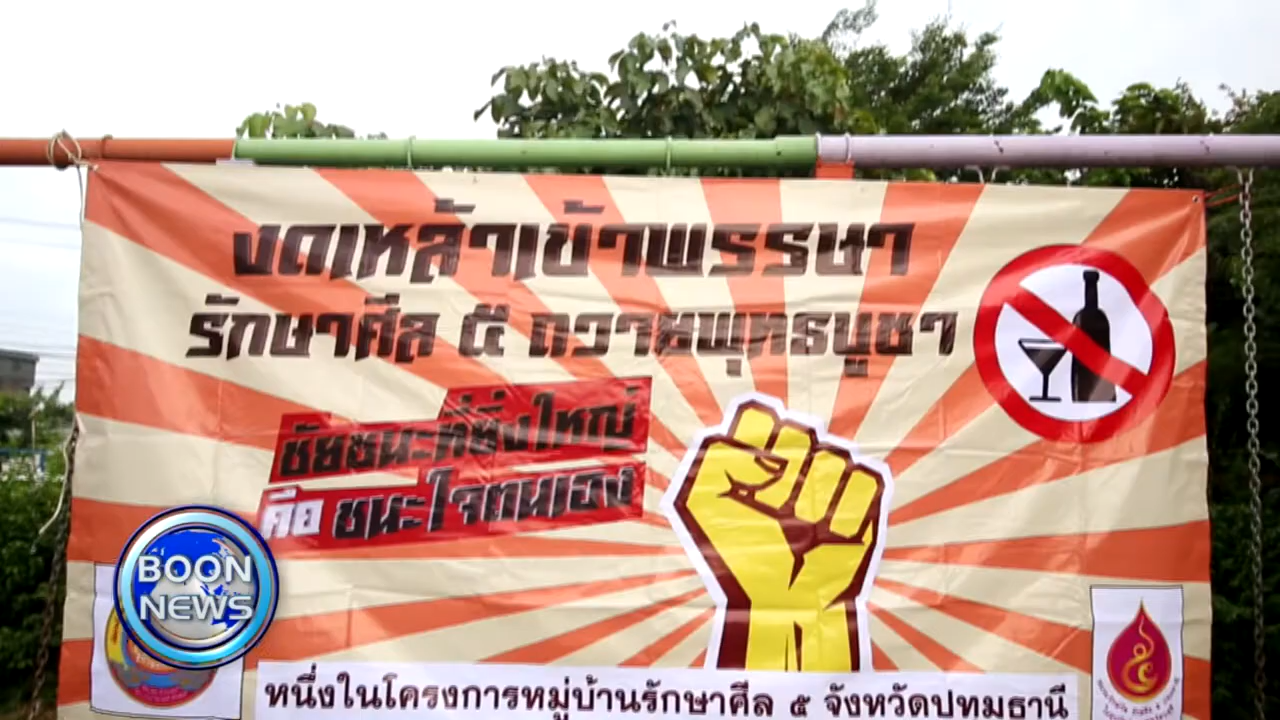 งดเหล้าเข้าพรรษา
รักษาศีล ๕ ถวายพุทธบูชา
ชัยชนะที่ยิ่งใหญ่
คือ ชนะใจตนเอง
BOON
NEWS
หนึ่งในโครงการหมู่บ้านรักษาศีล ๕ จังหวัดปทุมธานี